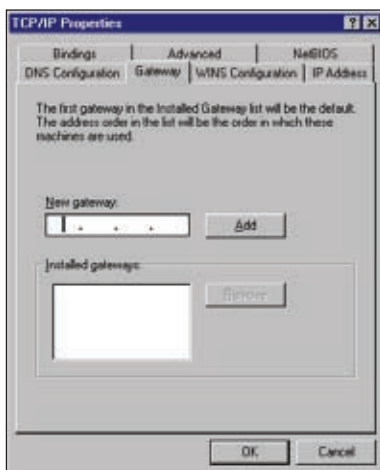 TCP/IP Properties
Bindings Advanced NetBIOS
DNS Configuration Gateway WINS Configuration IP Address
The first gateway in the Installed Gateway list will be the default.
The address order in the list will be the order in which these
machines are used.
New gateway:
. . .
Add
Installed gateways:
Remove
OK Cancel